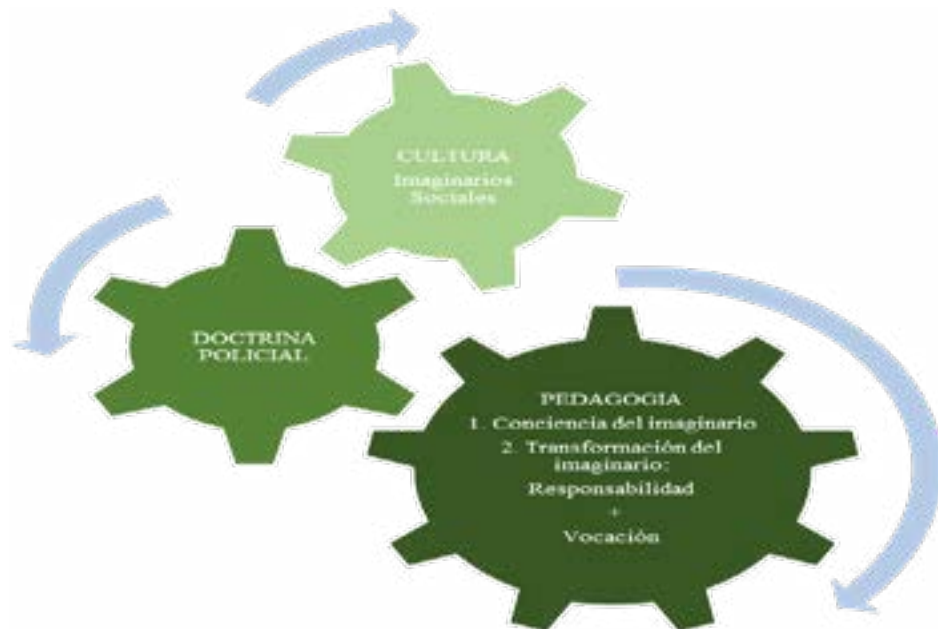 CULTURA
Imaginarios
Sociales
DOCTRINA
POLICIAL
PEDAGOGIA
1. Conciencia del imaginario
2. Transformación del
imaginario:
Responsabilidad
+
Vocación